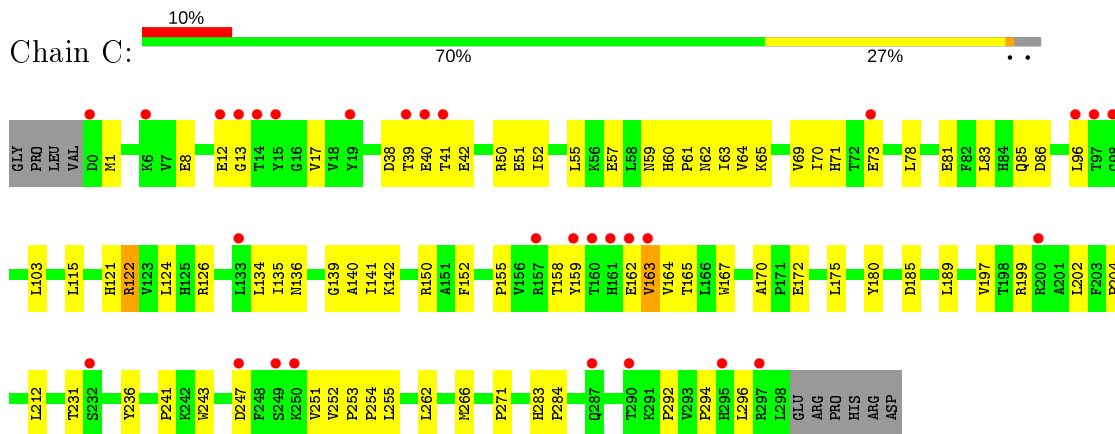 10%
Chain C:
70% 27% • •
GLY PRO LEU VAL D0 M1 K6 V7 E8 E12 G13 T14 Y15 G16 V17 V18 Y19 D38 T39 E40 T41 E42 R50 E51 I52 L55 K56 E57 L58 N59 H60 P61 N62 I63 V64 K65 V69 I70 H71 T72 E73 L78 E81 F82 L83 H84 Q85 D86 L96 T97 G98
L103 L115 H121 R122 V123 L124 H125 R126 L133 L134 I135 N136 G139 A140 I141 K142 R150 A151 F152 P155 V156 R157 T158 Y159 T160 H161 E162 V163 V164 T165 L166 W167 A170 P171 E172 L175 Y180 D185 L189 V197 T198 R199 R200 A201 L202 F203 P204
L212 T231 S232 Y236 P241 K242 W243 D247 F248 S249 K250 V251 V252 P253 P254 L255 L262 M266 P271 H283 P284 Q287 T290 K291 P292 V293 P294 H295 L296 R297 L298 GLU ARG PRO HIS ARG ASP